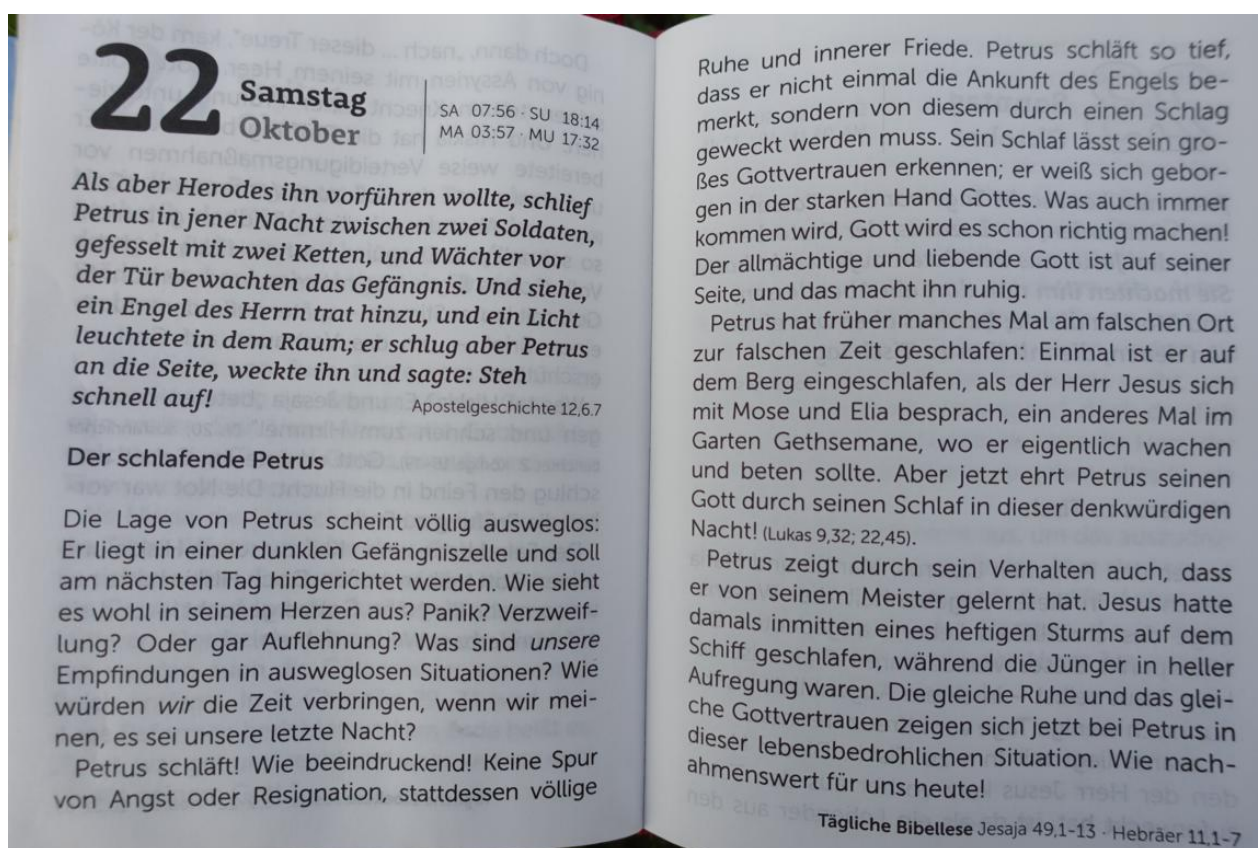 22
Samstag
Oktober
SA 07:56 · SU 18:14
MA 03:57 · MU 17:32
Als aber Herodes ihn vorführen wollte, schlief
Petrus in jener Nacht zwischen zwei Soldaten,
gefesselt mit zwei Ketten, und Wächter vor
der Tür bewachten das Gefängnis. Und siehe,
ein Engel des Herrn trat hinzu, und ein Licht
leuchtete in dem Raum; er schlug aber Petrus
an die Seite, weckte ihn und sagte: Steh
schnell auf! Apostelgeschichte 12,6.7
Der schlafende Petrus
Die Lage von Petrus scheint völlig ausweglos:
Er liegt in einer dunklen Gefängniszelle und soll
am nächsten Tag hingerichtet werden. Wie sieht
es wohl in seinem Herzen aus? Panik? Verzweif-
lung? Oder gar Auflehnung? Was sind unsere
Empfindungen in ausweglosen Situationen? Wie
würden wir die Zeit verbringen, wenn wir mei-
nen, es sei unsere letzte Nacht?
Petrus schläft! Wie beeindruckend! Keine Spur
von Angst oder Resignation, stattdessen völlige
Ruhe und innerer Friede. Petrus schläft so tief,
dass er nicht einmal die Ankunft des Engels be-
merkt, sondern von diesem durch einen Schlag
geweckt werden muss. Sein Schlaf lässt sein gro-
ßes Gottvertrauen erkennen; er weiß sich gebor-
gen in der starken Hand Gottes. Was auch immer
kommen wird, Gott wird es schon richtig machen!
Der allmächtige und liebende Gott ist auf seiner
Seite, und das macht ihn ruhig.
Petrus hat früher manches Mal am falschen Ort
zur falschen Zeit geschlafen: Einmal ist er auf
dem Berg eingeschlafen, als der Herr Jesus sich
mit Mose und Elia besprach, ein anderes Mal im
Garten Gethsemane, wo er eigentlich wachen
und beten sollte. Aber jetzt ehrt Petrus seinen
Gott durch seinen Schlaf in dieser denkwürdigen
Nacht! (Lukas 9,32; 22,45).
Petrus zeigt durch sein Verhalten auch, dass
er von seinem Meister gelernt hat. Jesus hatte
damals inmitten eines heftigen Sturms auf dem
Schiff geschlafen, während die Jünger in heller
Aufregung waren. Die gleiche Ruhe und das glei-
che Gottvertrauen zeigen sich jetzt bei Petrus in
dieser lebensbedrohlichen Situation. Wie nach-
ahmenswert für uns heute!
Tägliche Bibellese Jesaja 49,1-13 · Hebräer 11,1-7